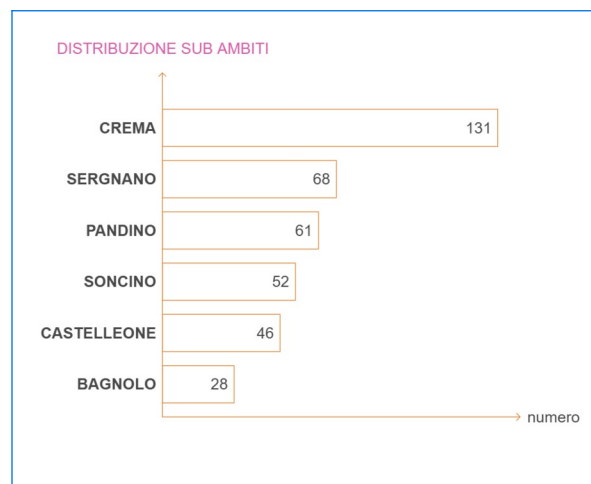 DISTRIBUZIONE SUB AMBITI
CREMA 131
SERGNANO 68
PANDINO 61
SONCINO 52
CASTELLEONE 46
BAGNOLO 28
numero